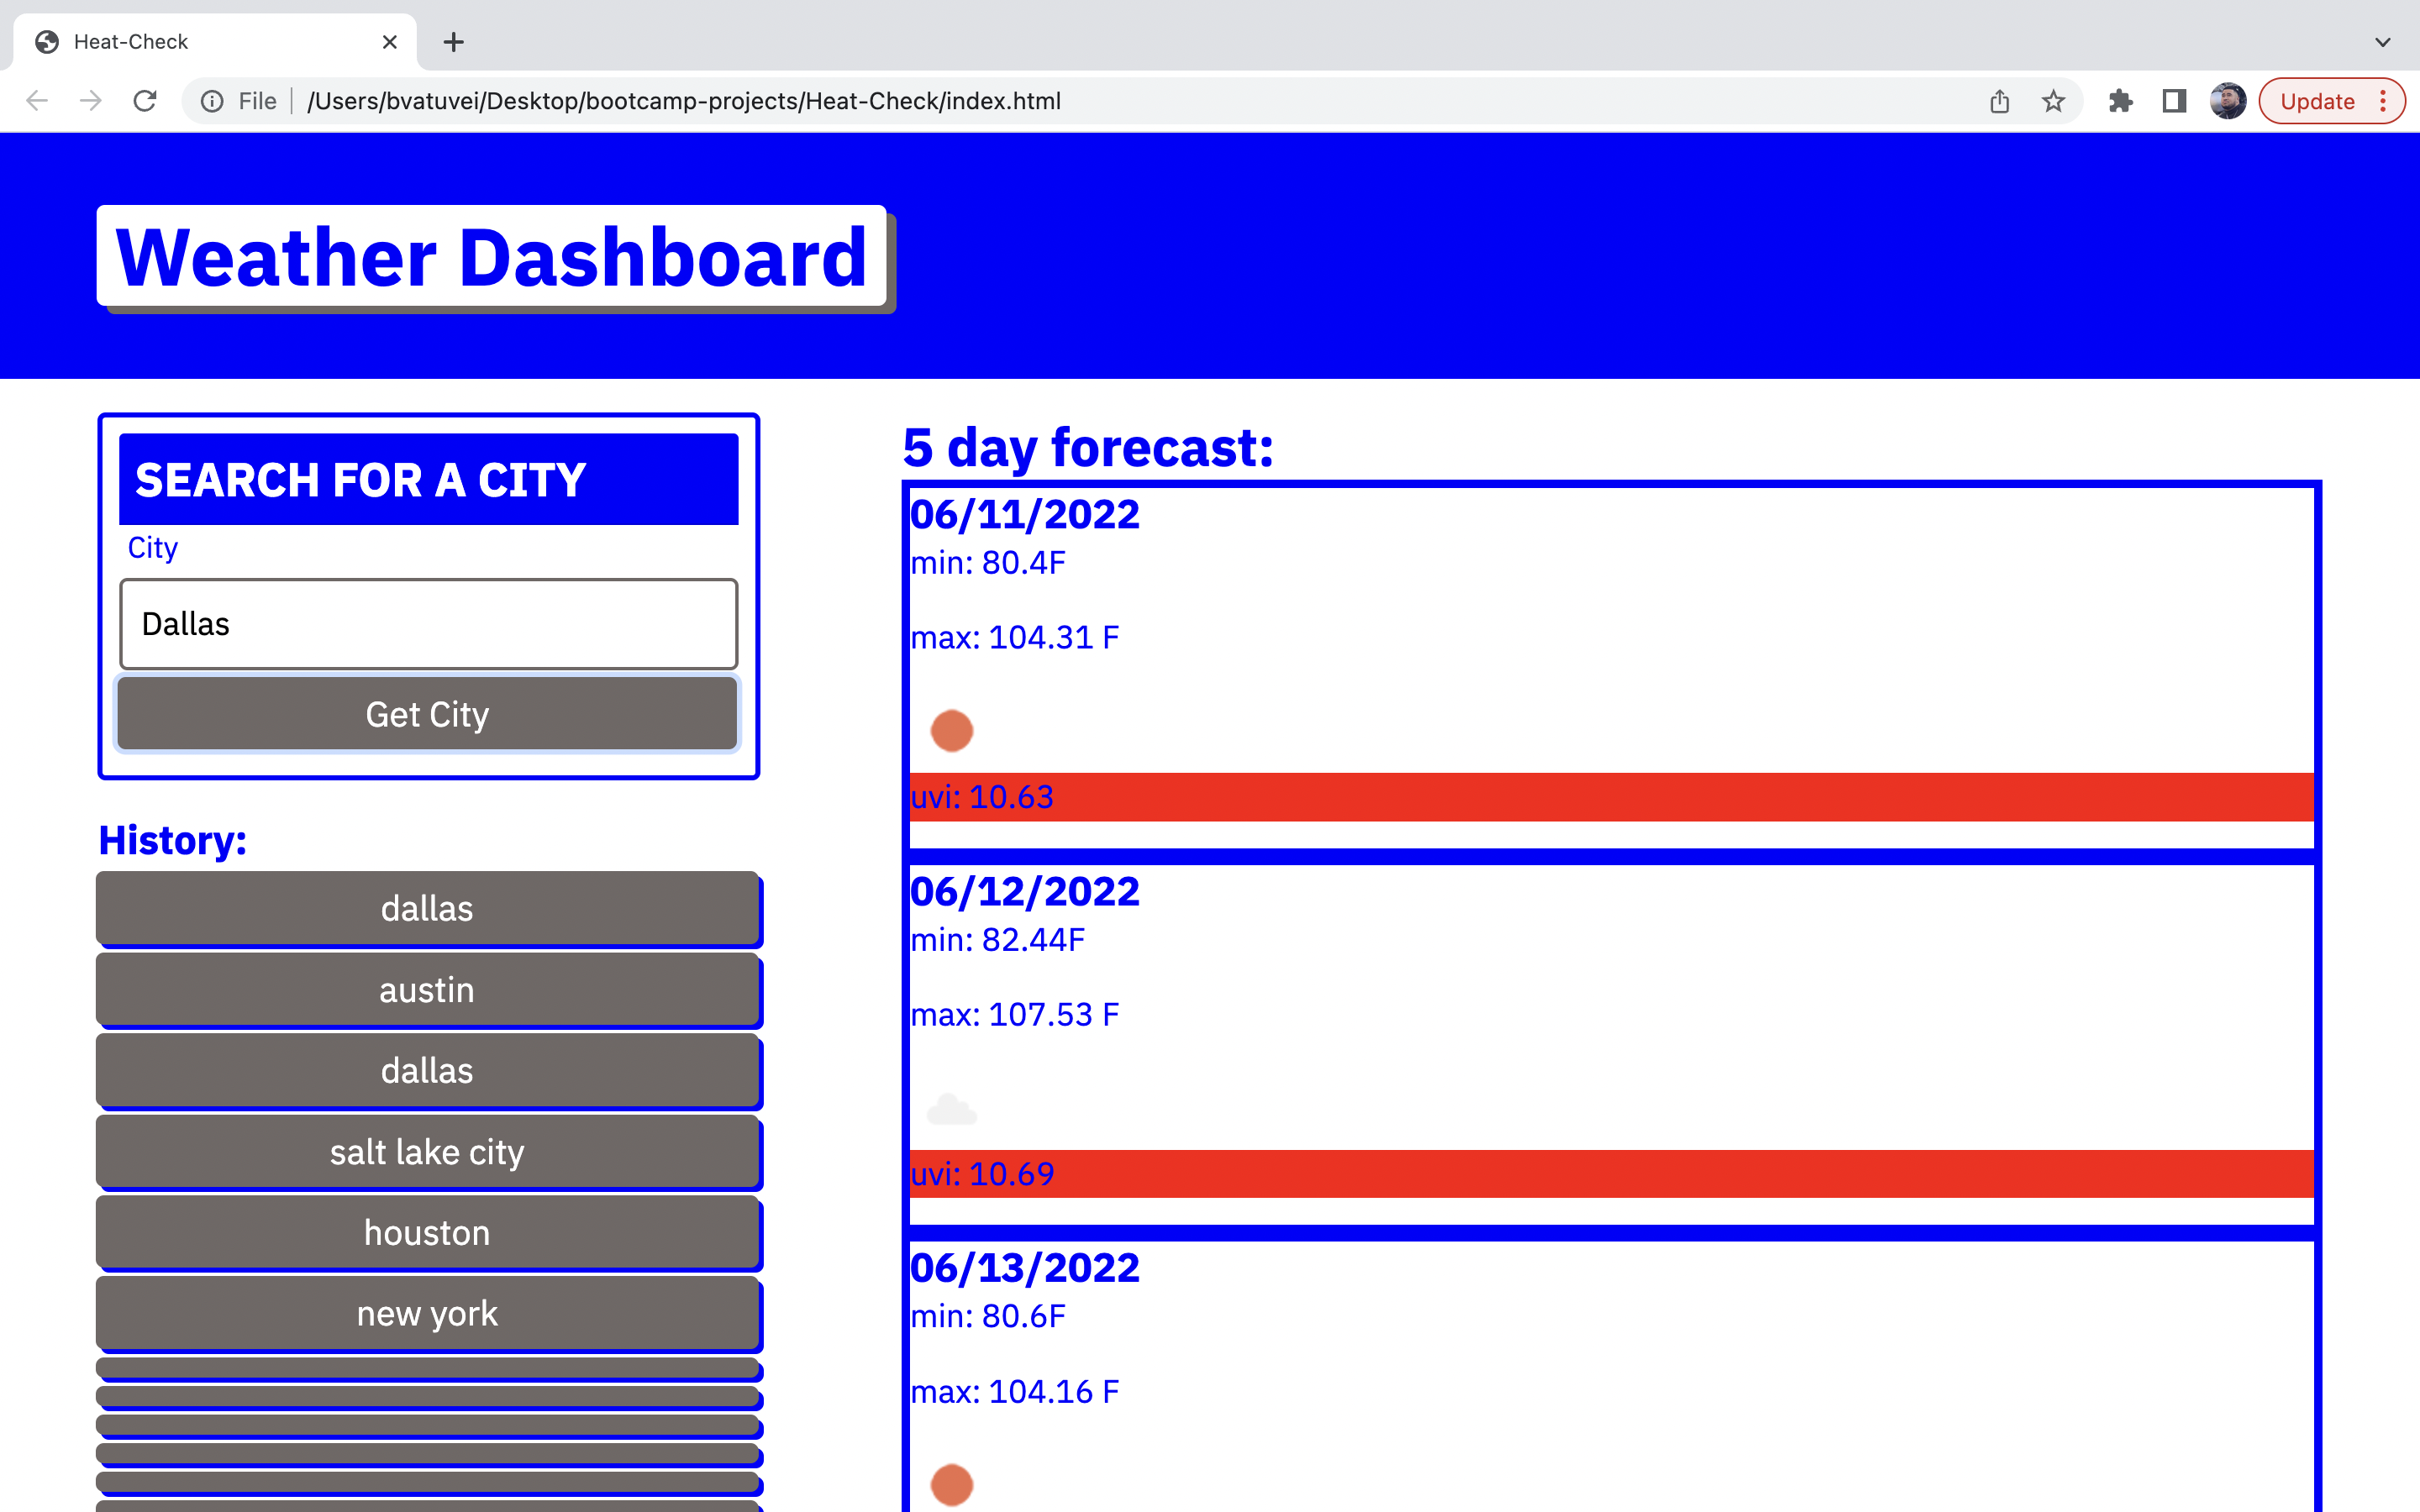 Heat-Check
File /Users/bvatuvei/Desktop/bootcamp-projects/Heat-Check/index.html
Update
Weather Dashboard
SEARCH FOR A CITY
City
Dallas
Get City
History:
dallas
austin
dallas
salt lake city
houston
new york
5 day forecast:
06/11/2022
min: 80.4F
max: 104.31 F
uvi: 10.63
06/12/2022
min: 82.44F
max: 107.53 F
uvi: 10.69
06/13/2022
min: 80.6F
max: 104.16 F